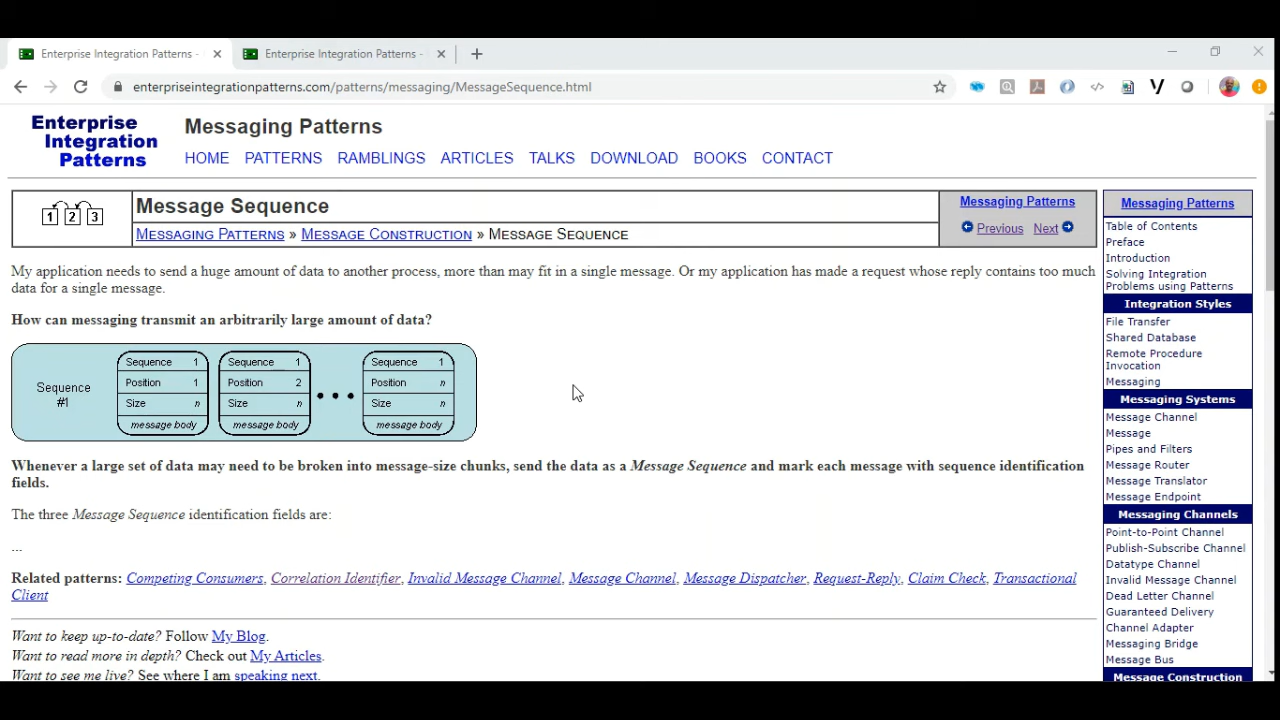 Enterprise Integration Patterns -
Enterprise Integration Patterns -
enterpriseintegrationpatterns.com/patterns/messaging/MessageSequence.html
Enterprise
Integration
Patterns
Messaging Patterns
HOME PATTERNS RAMBLINGS ARTICLES TALKS DOWNLOAD BOOKS CONTACT
1 2 3
Message Sequence
MESSAGING PATTERNS » MESSAGE CONSTRUCTION » MESSAGE SEQUENCE
Messaging Patterns
Previous Next
My application needs to send a huge amount of data to another process, more than may fit in a single message. Or my application has made a request whose reply contains too much
data for a single message.
How can messaging transmit an arbitrarily large amount of data?
Sequence
#1
Sequence 1
Position 1
Size n
message body
Sequence 1
Position 2
Size n
message body
• • •
Sequence 1
Position n
Size n
message body
Whenever a large set of data may need to be broken into message-size chunks, send the data as a Message Sequence and mark each message with sequence identification
fields.
The three Message Sequence identification fields are:
...
Related patterns: Competing Consumers, Correlation Identifier, Invalid Message Channel, Message Channel, Message Dispatcher, Request-Reply, Claim Check, Transactional
Client
Want to keep up-to-date? Follow My Blog.
Want to read more in depth? Check out My Articles.
Want to see me live? See where I am speaking next.
Messaging Patterns
Table of Contents
Preface
Introduction
Solving Integration
Problems using Patterns
Integration Styles
File Transfer
Shared Database
Remote Procedure
Invocation
Messaging
Messaging Systems
Message Channel
Message
Pipes and Filters
Message Router
Message Translator
Message Endpoint
Messaging Channels
Point-to-Point Channel
Publish-Subscribe Channel
Datatype Channel
Invalid Message Channel
Dead Letter Channel
Guaranteed Delivery
Channel Adapter
Messaging Bridge
Message Bus
Message Construction